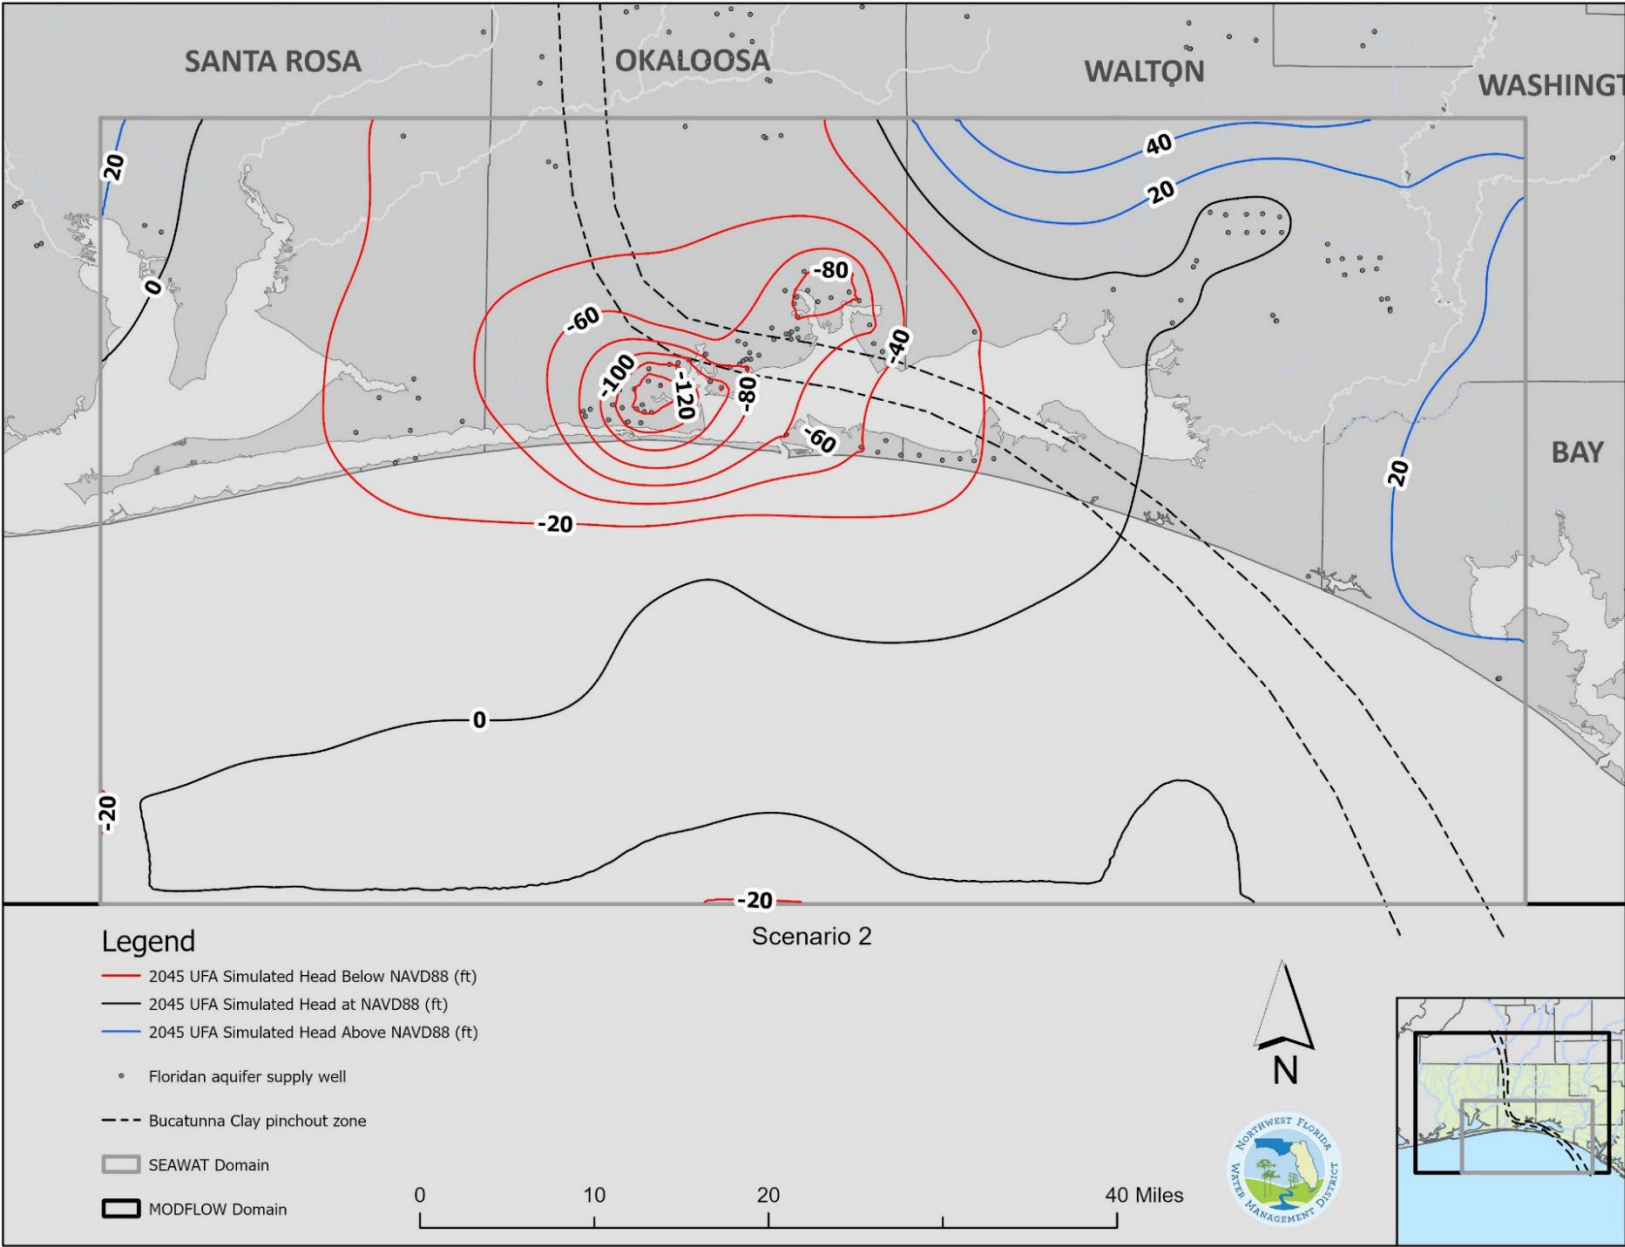 SANTA ROSA
OKALOOSA
WALTON
WASHINGT
40
20
20
0
-80
-60
-40
-100
-120
-80
-60
BAY
20
-20
0
-20
-20
Scenario 2
Legend
2045 UFA Simulated Head Below NAVD88 (ft)
2045 UFA Simulated Head at NAVD88 (ft)
2045 UFA Simulated Head Above NAVD88 (ft)
Floridan aquifer supply well
Bucatunna Clay pinchout zone
SEAWAT Domain
MODFLOW Domain
0 10 20 40 Miles
N
NORTHWEST FLORIDA
WATER MANAGEMENT DISTRICT